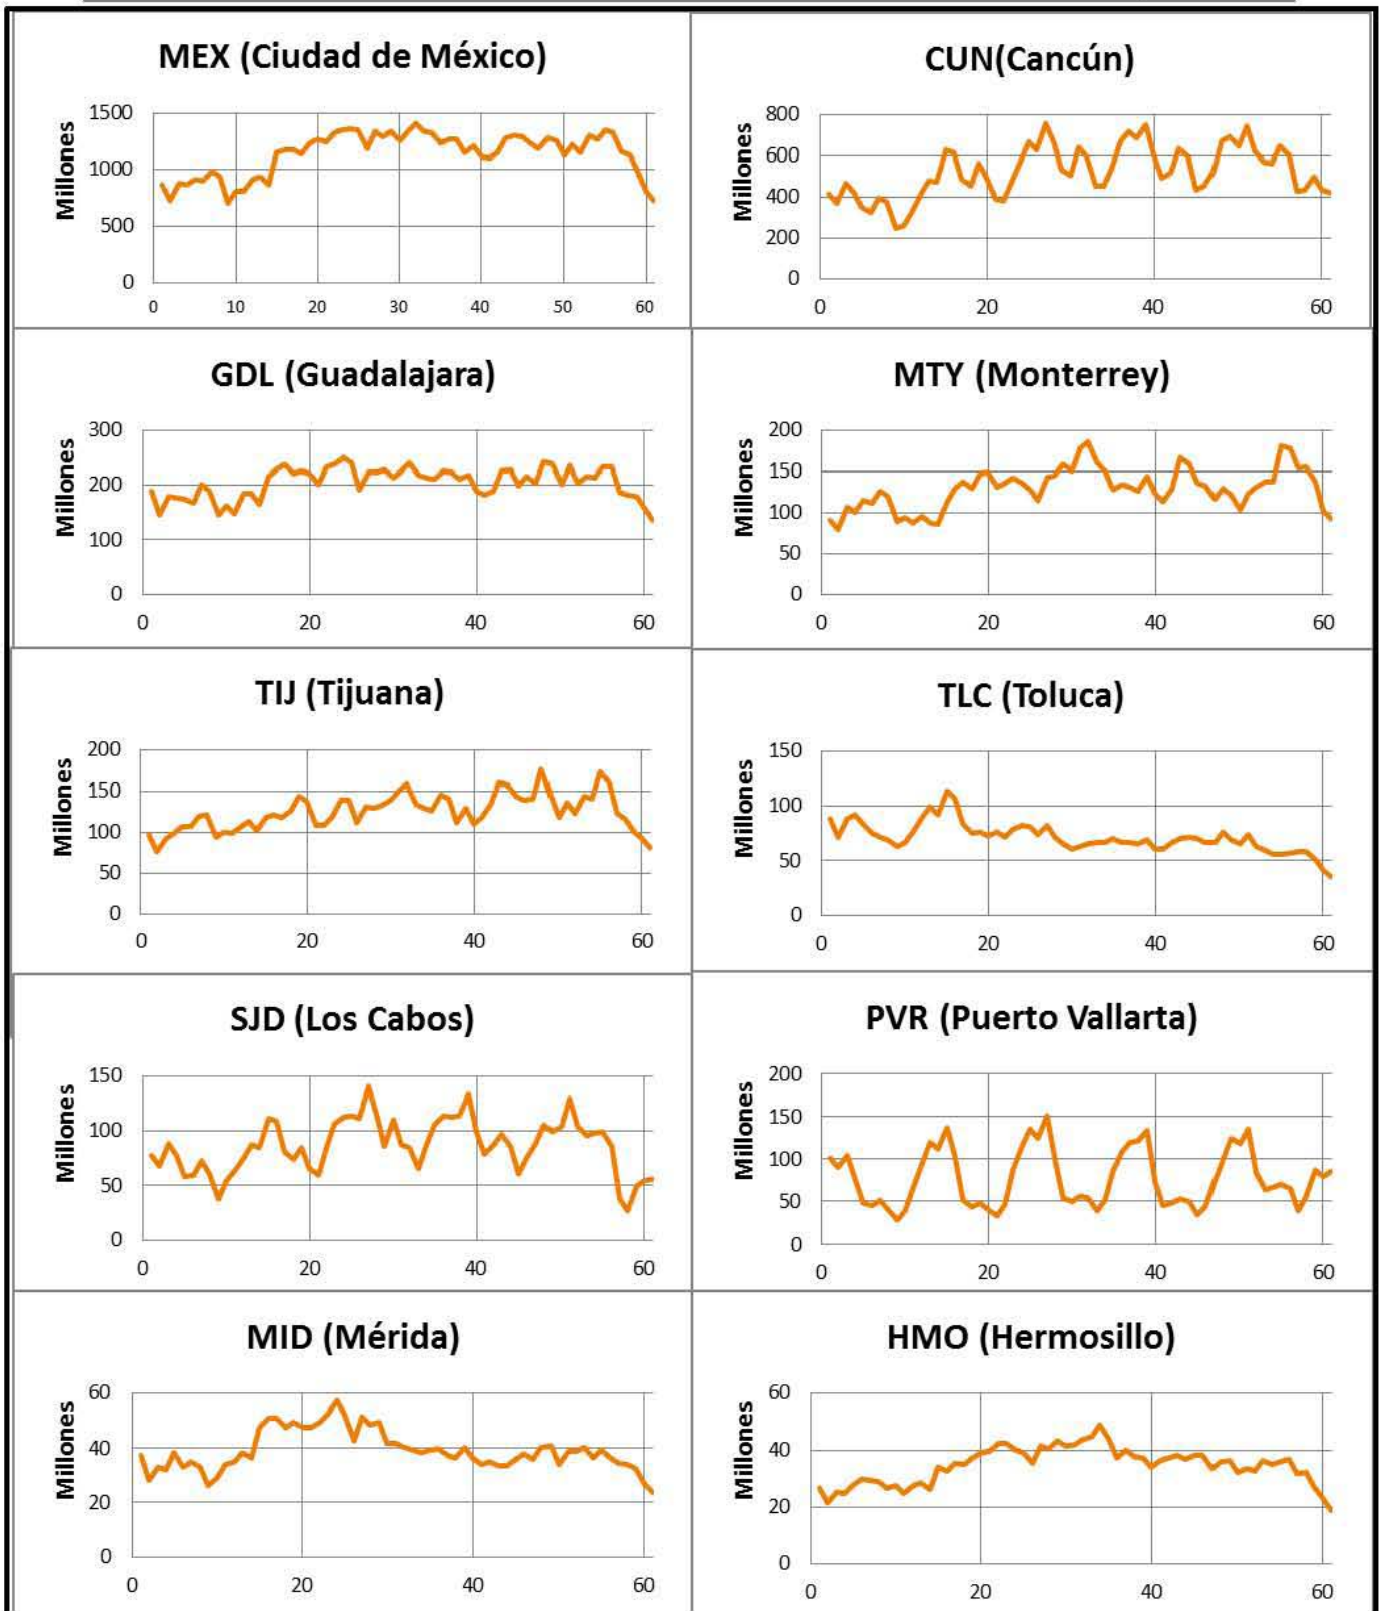 MEX (Ciudad de México)
Millones
1500
1000
500
0
0 10 20 30 40 50 60
CUN(Cancún)
Millones
800
600
400
200
0
0 20 40 60
GDL (Guadalajara)
Millones
300
200
100
0
0 20 40 60
MTY (Monterrey)
Millones
200
150
100
50
0
0 20 40 60
TIJ (Tijuana)
Millones
200
150
100
50
0
0 20 40 60
TLC (Toluca)
Millones
150
100
50
0
0 20 40 60
SJD (Los Cabos)
Millones
150
100
50
0
0 20 40 60
PVR (Puerto Vallarta)
Millones
200
150
100
50
0
0 20 40 60
MID (Mérida)
Millones
60
40
20
0
0 20 40 60
HMO (Hermosillo)
Millones
60
40
20
0
0 20 40 60